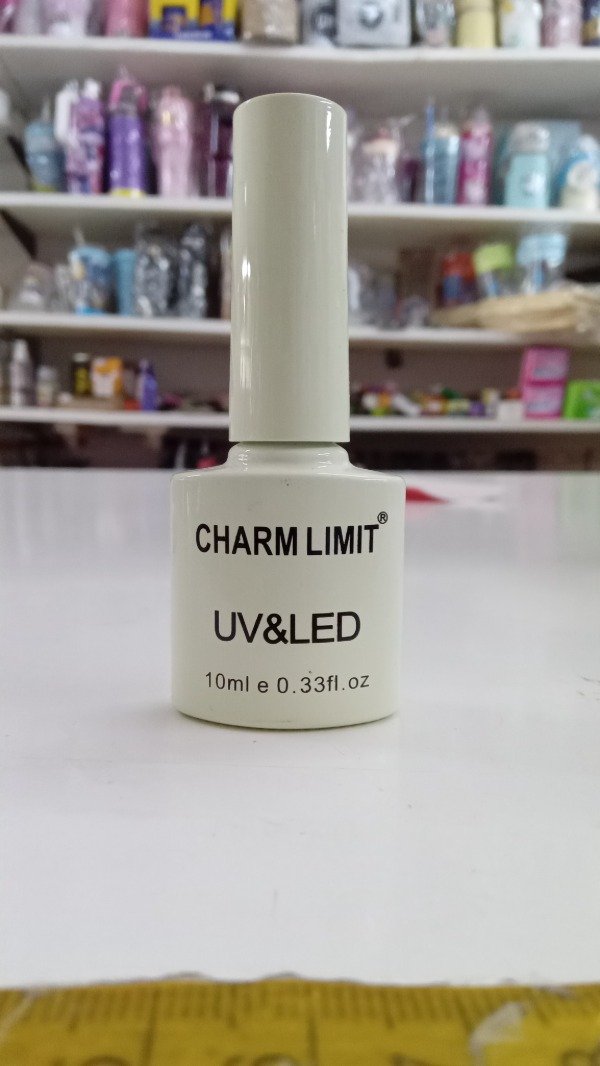 CHARM LIMIT®
UV&LED
10ml e 0.33fl.oz